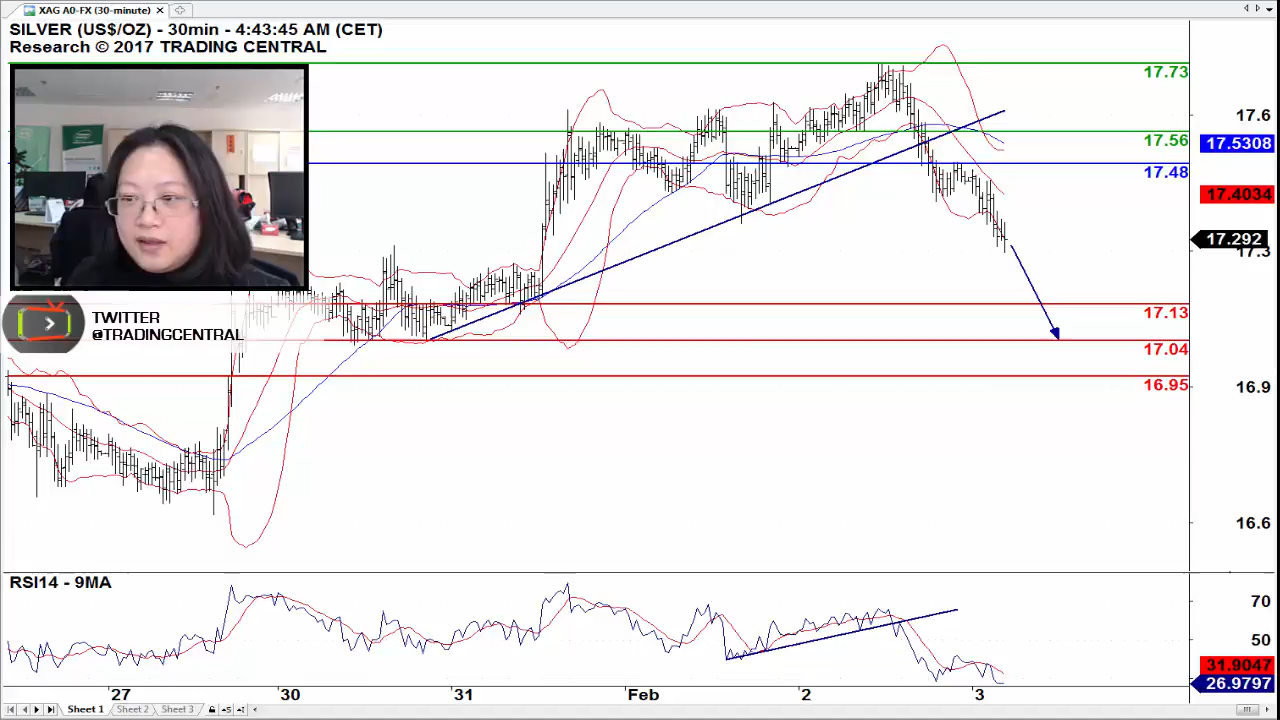 XAG A0-FX (30-minute)
SILVER (US$/OZ) - 30min - 4:43:45 AM (CET)
Research © 2017 TRADING CENTRAL
17.73
17.6
17.56
17.5308
17.48
17.4034
17.292
17.3
17.13
17.04
16.95
16.9
16.6
TWITTER
@TRADINGCENTRAL
RSI14 - 9MA
70
50
31.9047
26.9797
27
30
31
Feb
2
3
Sheet 1
Sheet 2
Sheet 3